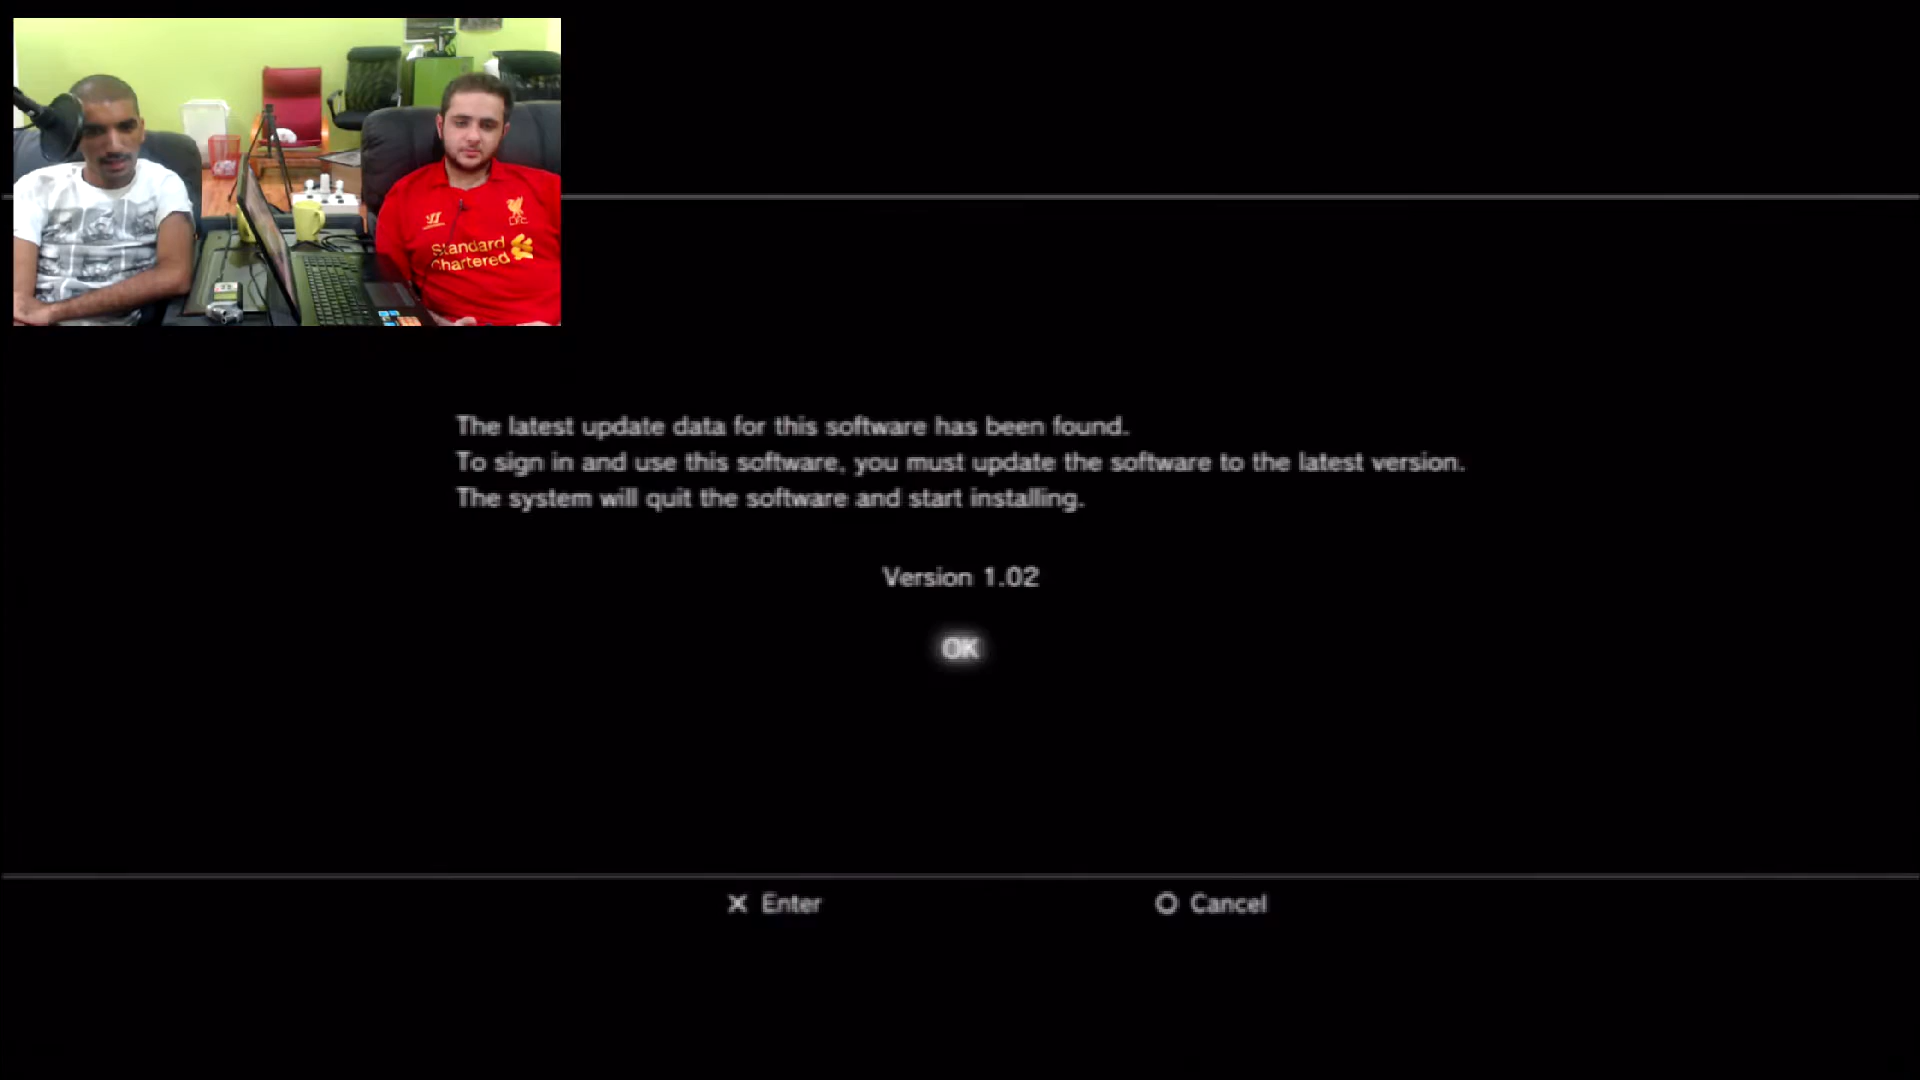 Standard
Chartered
L.F.C.
The latest update data for this software has been found.
To sign in and use this software, you must update the software to the latest version.
The system will quit the software and start installing.
Version 1.02
OK
X Enter
O Cancel